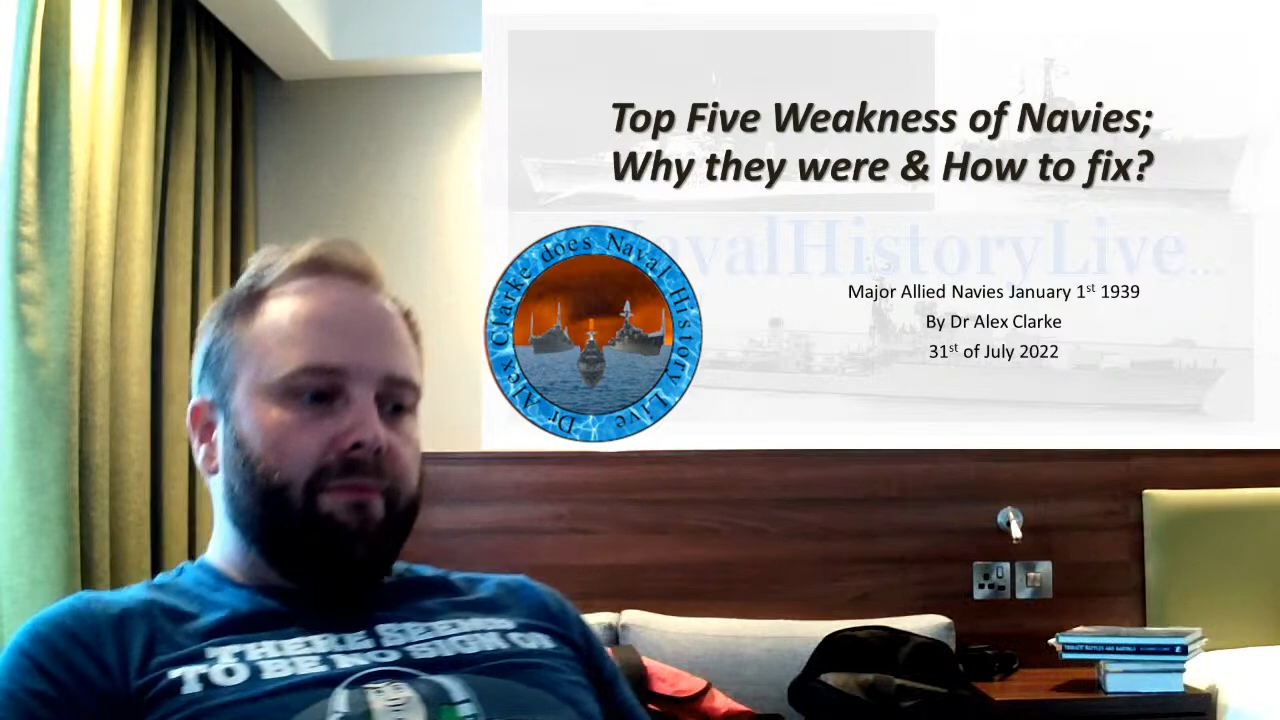 Top Five Weakness of Navies;
Why they were & How to fix?
NavalHistoryLive...
Major Allied Navies January 1st 1939
By Dr Alex Clarke
31st of July 2022
Dr Alex Clarke does Naval History Live
THERE SEEMS
TO BE NO SIGN OF